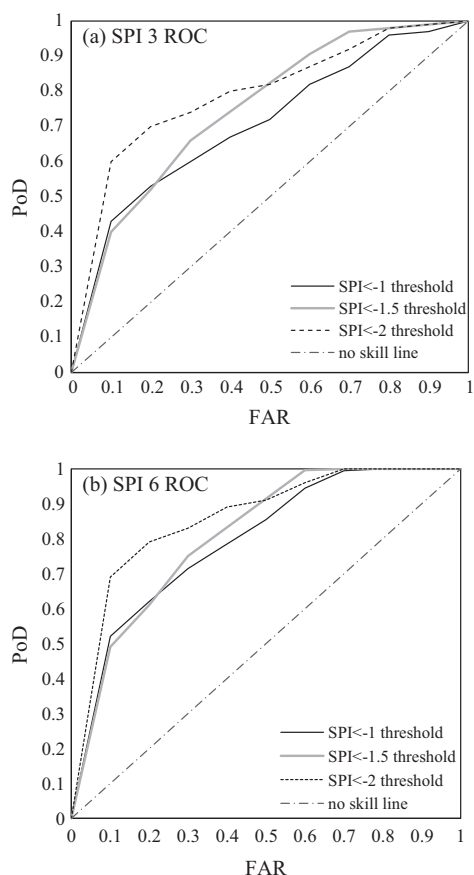 (a) SPI 3 ROC
1
0.9
0.8
0.7
0.6
0.5
0.4
0.3
0.2
0.1
0
PoD
SPI<-1 threshold
SPI<-1.5 threshold
SPI<-2 threshold
no skill line
0 0.1 0.2 0.3 0.4 0.5 0.6 0.7 0.8 0.9 1
FAR
(b) SPI 6 ROC
1
0.9
0.8
0.7
0.6
0.5
0.4
0.3
0.2
0.1
0
PoD
SPI<-1 threshold
SPI<-1.5 threshold
SPI<-2 threshold
no skill line
0 0.1 0.2 0.3 0.4 0.5 0.6 0.7 0.8 0.9 1
FAR